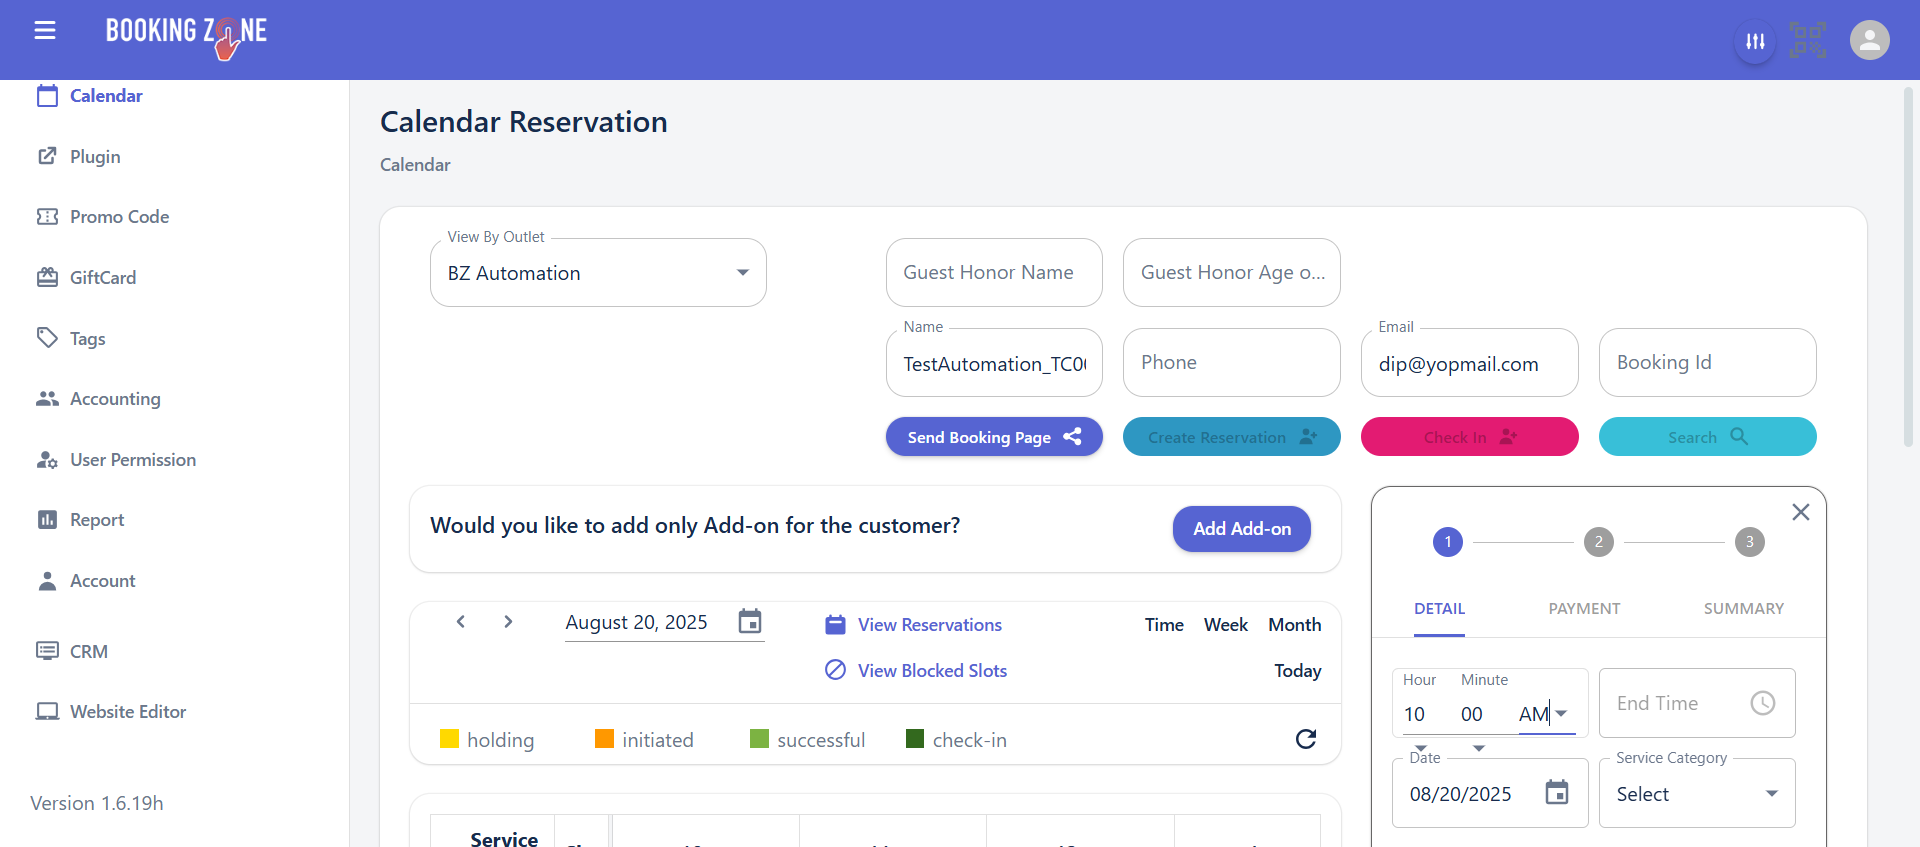 BOOKING ZONE
Calendar
Plugin
Promo Code
GiftCard
Tags
Accounting
User Permission
Report
Account
CRM
Website Editor
Version 1.6.19h
Calendar Reservation
Calendar
View By Outlet
BZ Automation
Guest Honor Name
Guest Honor Age o...
Name
TestAutomation_TC0
Phone
Email
dip@yopmail.com
Booking Id
Send Booking Page
Create Reservation
Check In
Search
Would you like to add only Add-on for the customer?
Add Add-on
August 20, 2025
View Reservations
View Blocked Slots
Time Week Month
Today
holding initiated successful check-in
Service
1 2 3
DETAIL PAYMENT SUMMARY
Hour Minute
10 00 AM
End Time
Date
08/20/2025
Service Category
Select